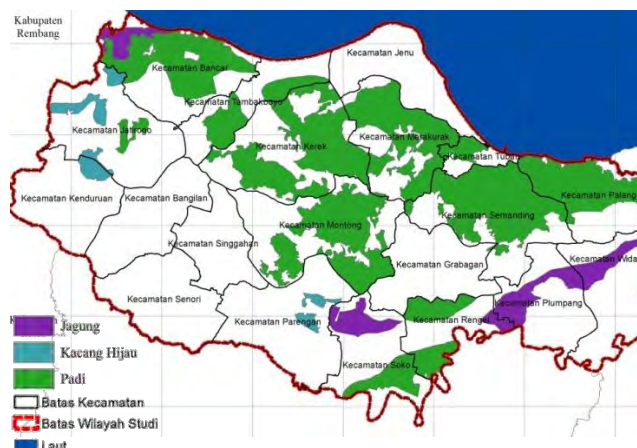 Kabupaten
Rembang
Kecamatan Jenu
Kecamatan Bancar
Kecamatan Tambakboyo
Kecamatan Jatirogo
Kecamatan Kerek
Kecamatan Merakurak
Kecamatan Tuban
Kecamatan Kenduruan
Kecamatan Bangilan
Kecamatan Palang
Kecamatan Semanding
Kecamatan Montong
Kecamatan Singgahan
Kecamatan Grabagan
Kecamatan Wida
Kecamatan Senori
Kecamatan Plumpang
Kecamatan Parengan
Kecamatan Rengel
Kecamatan Soko
Jagung
Kacang Hijau
Padi
Batas Kecamatan
Batas Wilayah Studi
Laut